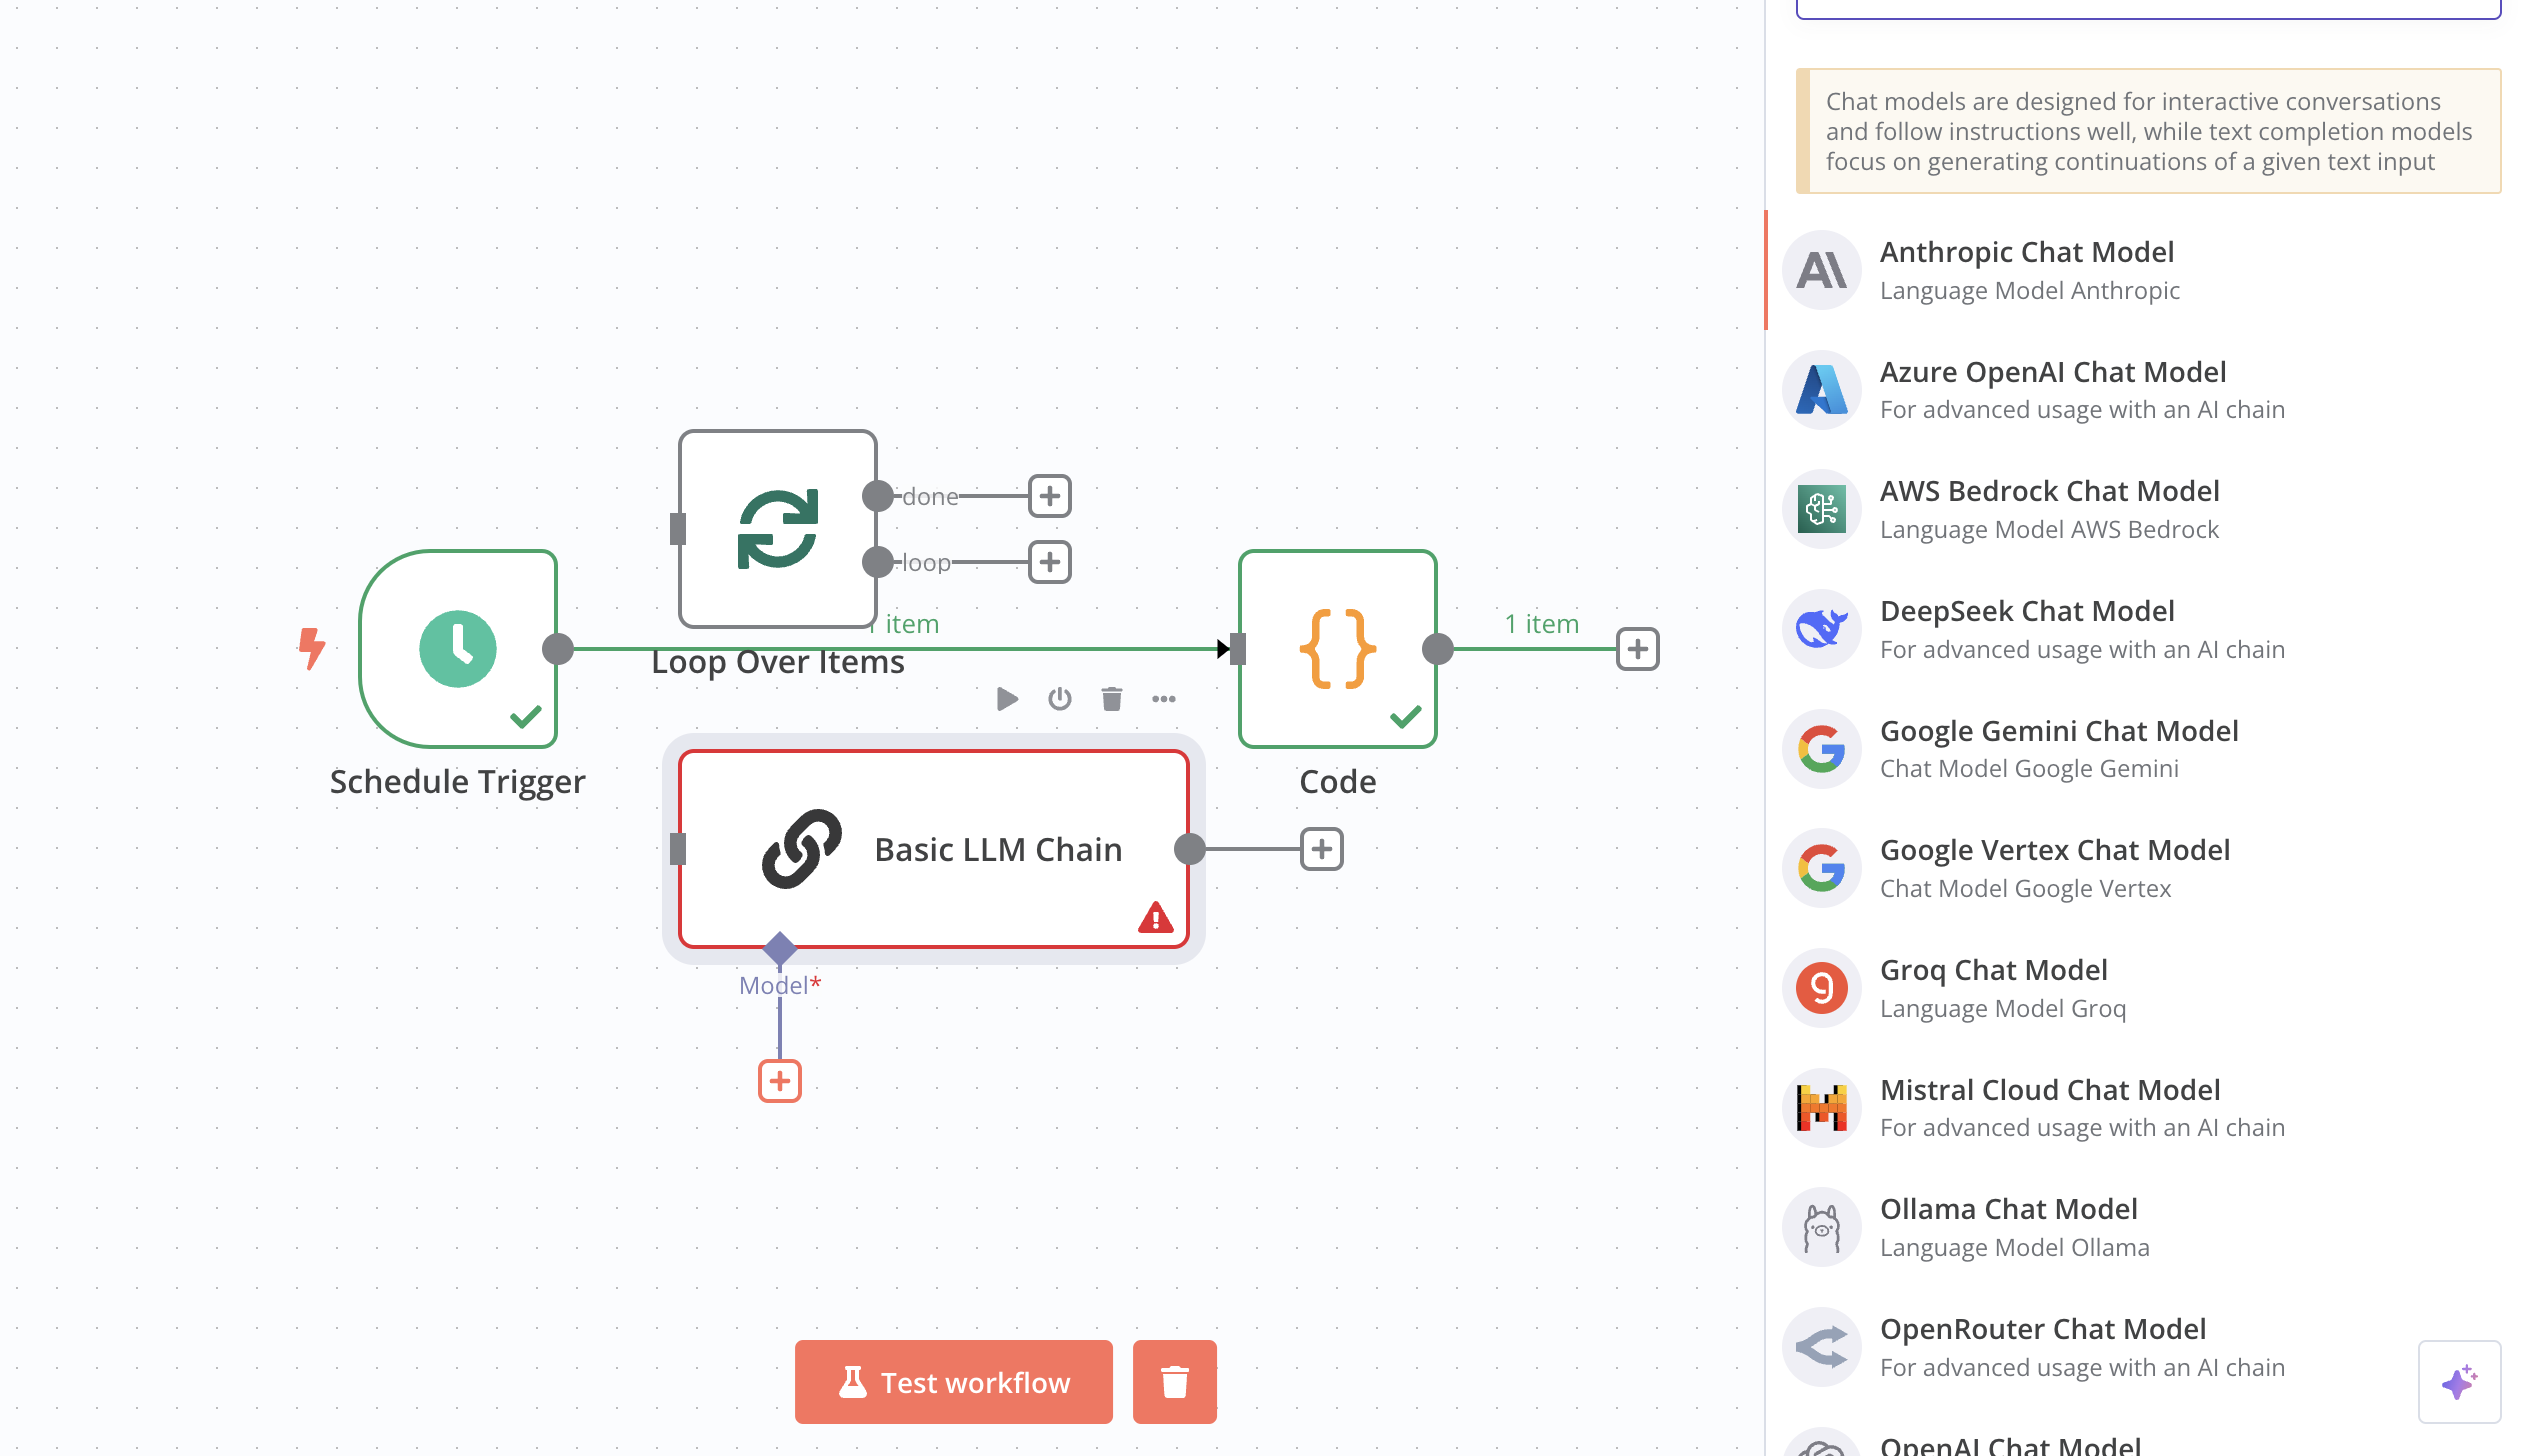 done
loop
1 item
Loop Over Items
Schedule Trigger
Code
1 item
Basic LLM Chain
Model*
Test workflow
Chat models are designed for interactive conversations
and follow instructions well, while text completion models
focus on generating continuations of a given text input
Anthropic Chat Model
Language Model Anthropic
Azure OpenAI Chat Model
For advanced usage with an AI chain
AWS Bedrock Chat Model
Language Model AWS Bedrock
DeepSeek Chat Model
For advanced usage with an AI chain
Google Gemini Chat Model
Chat Model Google Gemini
Google Vertex Chat Model
Chat Model Google Vertex
Groq Chat Model
Language Model Groq
Mistral Cloud Chat Model
For advanced usage with an AI chain
Ollama Chat Model
Language Model Ollama
OpenRouter Chat Model
For advanced usage with an AI chain
OpenAI Chat Model